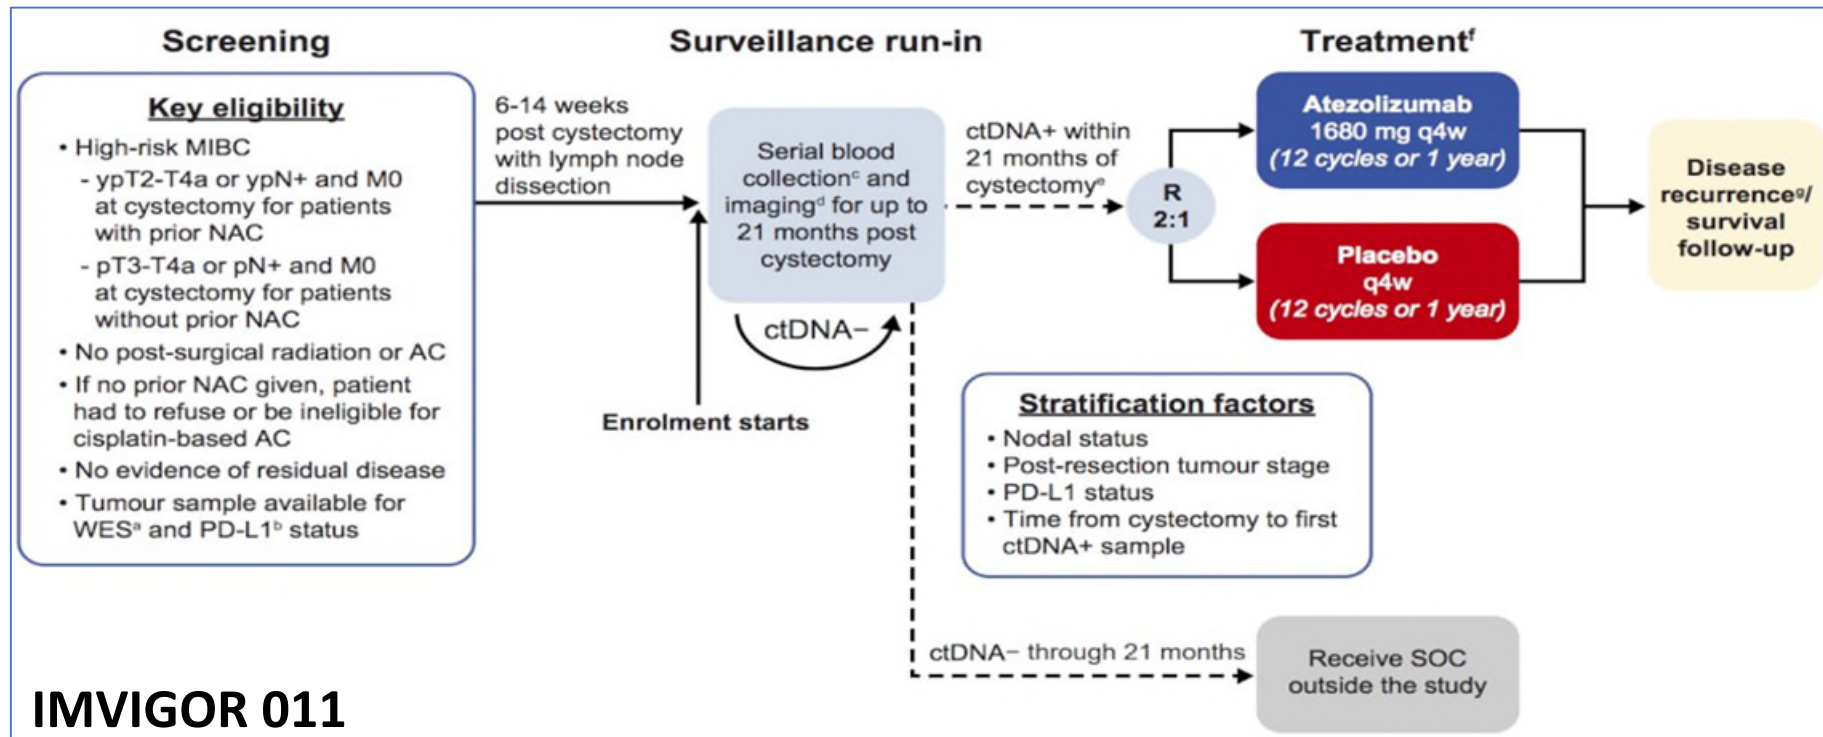 Screening
Key eligibility
• High-risk MIBC
- ypT2-T4a or ypN+ and M0
at cystectomy for patients
with prior NAC
- pT3-T4a or pN+ and M0
at cystectomy for patients
without prior NAC
• No post-surgical radiation or AC
• If no prior NAC given, patient
had to refuse or be ineligible for
cisplatin-based AC
• No evidence of residual disease
• Tumour sample available for
WESᵃ and PD-L1ᵇ status
6-14 weeks
post cystectomy
with lymph node
dissection
Surveillance run-in
Serial blood
collectionᶜ and
imagingᵈ for up to
21 months post
cystectomy
ctDNA−
Enrolment starts
ctDNA+ within
21 months of
cystectomyᵉ
R
2:1
Treatmentᶠ
Atezolizumab
1680 mg q4w
(12 cycles or 1 year)
Placebo
q4w
(12 cycles or 1 year)
Disease
recurrenceᵍ/
survival
follow-up
Stratification factors
• Nodal status
• Post-resection tumour stage
• PD-L1 status
• Time from cystectomy to first
ctDNA+ sample
ctDNA− through 21 months
Receive SOC
outside the study
IMVIGOR 011